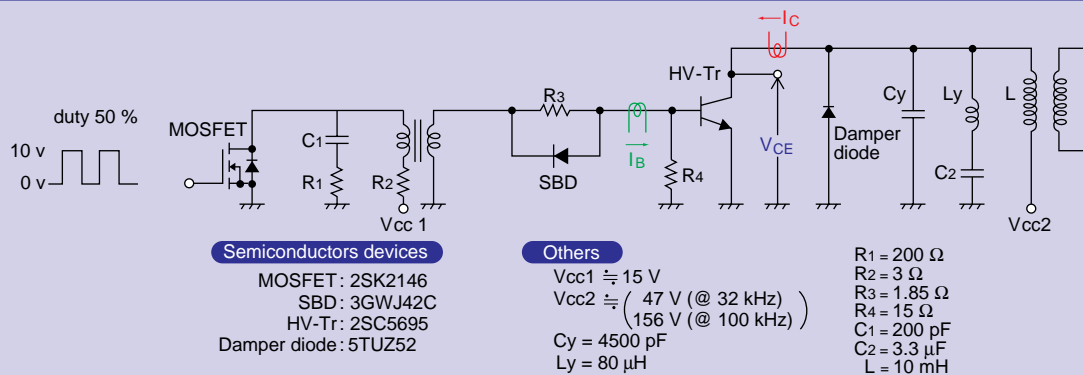 duty 50 %
10 v
0 v
MOSFET
C1
R1
R2
Vcc 1
R3
SBD
IB
R4
HV-Tr
IC
VCE
Damper
diode
Cy
Ly
C2
L
Vcc2
Semiconductors devices
MOSFET : 2SK2146
SBD : 3GWJ42C
HV-Tr : 2SC5695
Damper diode : 5TUZ52
Others
Vcc1 ≒ 15 V
Vcc2 ≒ ( 47 V (@ 32 kHz)
156 V (@ 100 kHz) )
Cy = 4500 pF
Ly = 80 μH
R1 = 200 Ω
R2 = 3 Ω
R3 = 1.85 Ω
R4 = 15 Ω
C1 = 200 pF
C2 = 3.3 μF
L = 10 mH